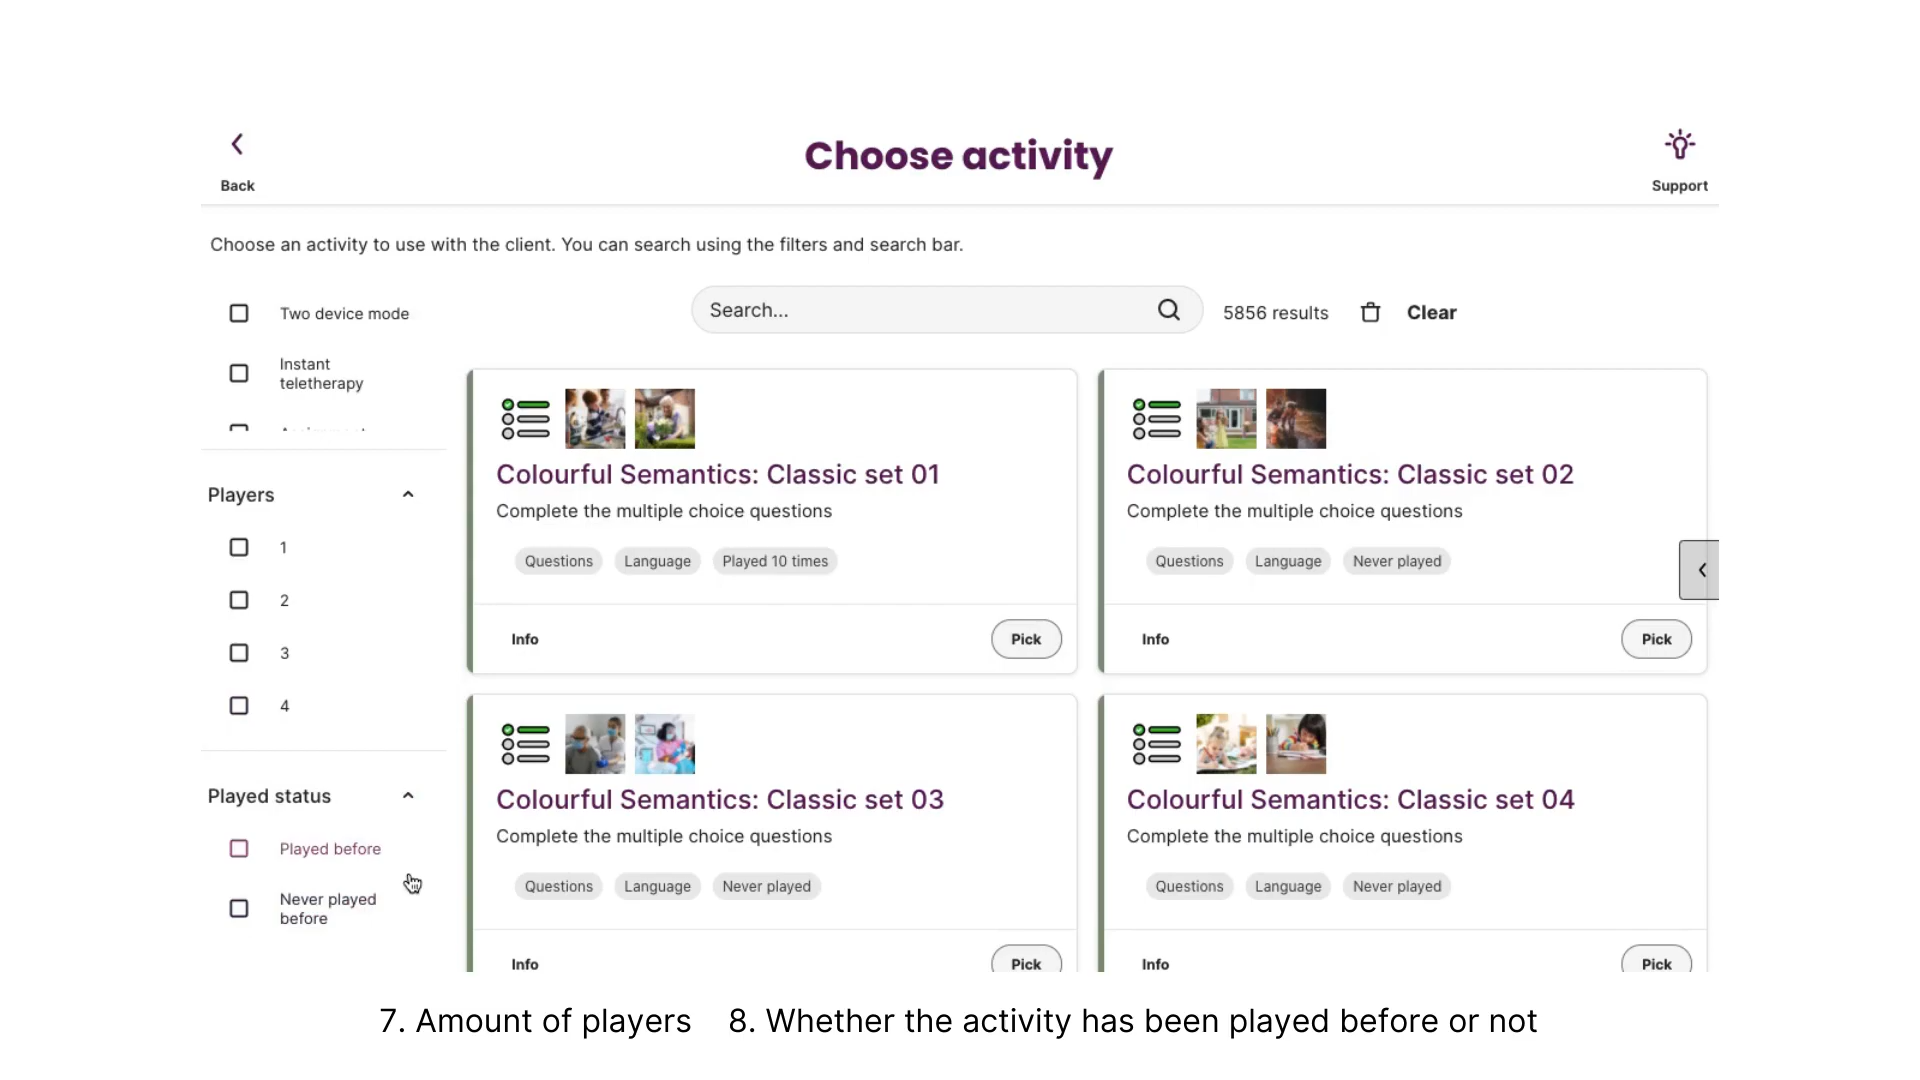 Back
Choose activity
Support
Choose an activity to use with the client. You can search using the filters and search bar.
Two device mode
Instant
teletherapy
Players
1
2
3
4
Played status
Played before
Never played
before
Search...
5856 results
Clear
Colourful Semantics: Classic set 01
Complete the multiple choice questions
Questions Language Played 10 times
Info Pick
Colourful Semantics: Classic set 02
Complete the multiple choice questions
Questions Language Never played
Info Pick
Colourful Semantics: Classic set 03
Complete the multiple choice questions
Questions Language Never played
Info Pick
Colourful Semantics: Classic set 04
Complete the multiple choice questions
Questions Language Never played
Info Pick
7. Amount of players 8. Whether the activity has been played before or not